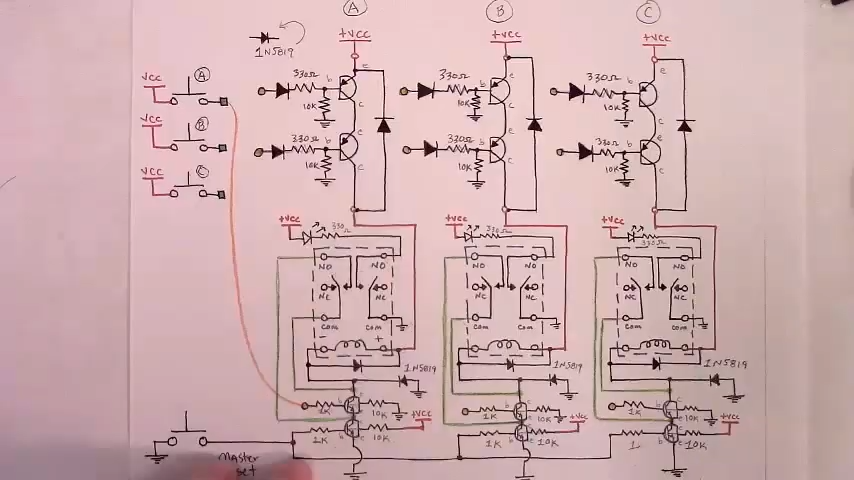 A
B
C
+VCC
+VCC
+VCC
1N5819
VCC
A
VCC
B
VCC
C
330Ω
b
e
c
10K
330Ω
b
e
c
10K
330Ω
b
c
10K
330Ω
b
e
c
10K
330Ω
b
e
c
10K
330Ω
b
e
c
10K
+VCC
330Ω
+VCC
330Ω
+VCC
330Ω
NO
NO
NO
NO
NO
NO
NC
NC
NC
NC
NC
NC
COM
COM
COM
COM
COM
COM
-
+
1N5819
1N5819
1K
b
10K
+VCC
1K
b
10K
1K
10K
+VCC
1K
10K
1K
10K
+VCC
1
10K
Master
Set